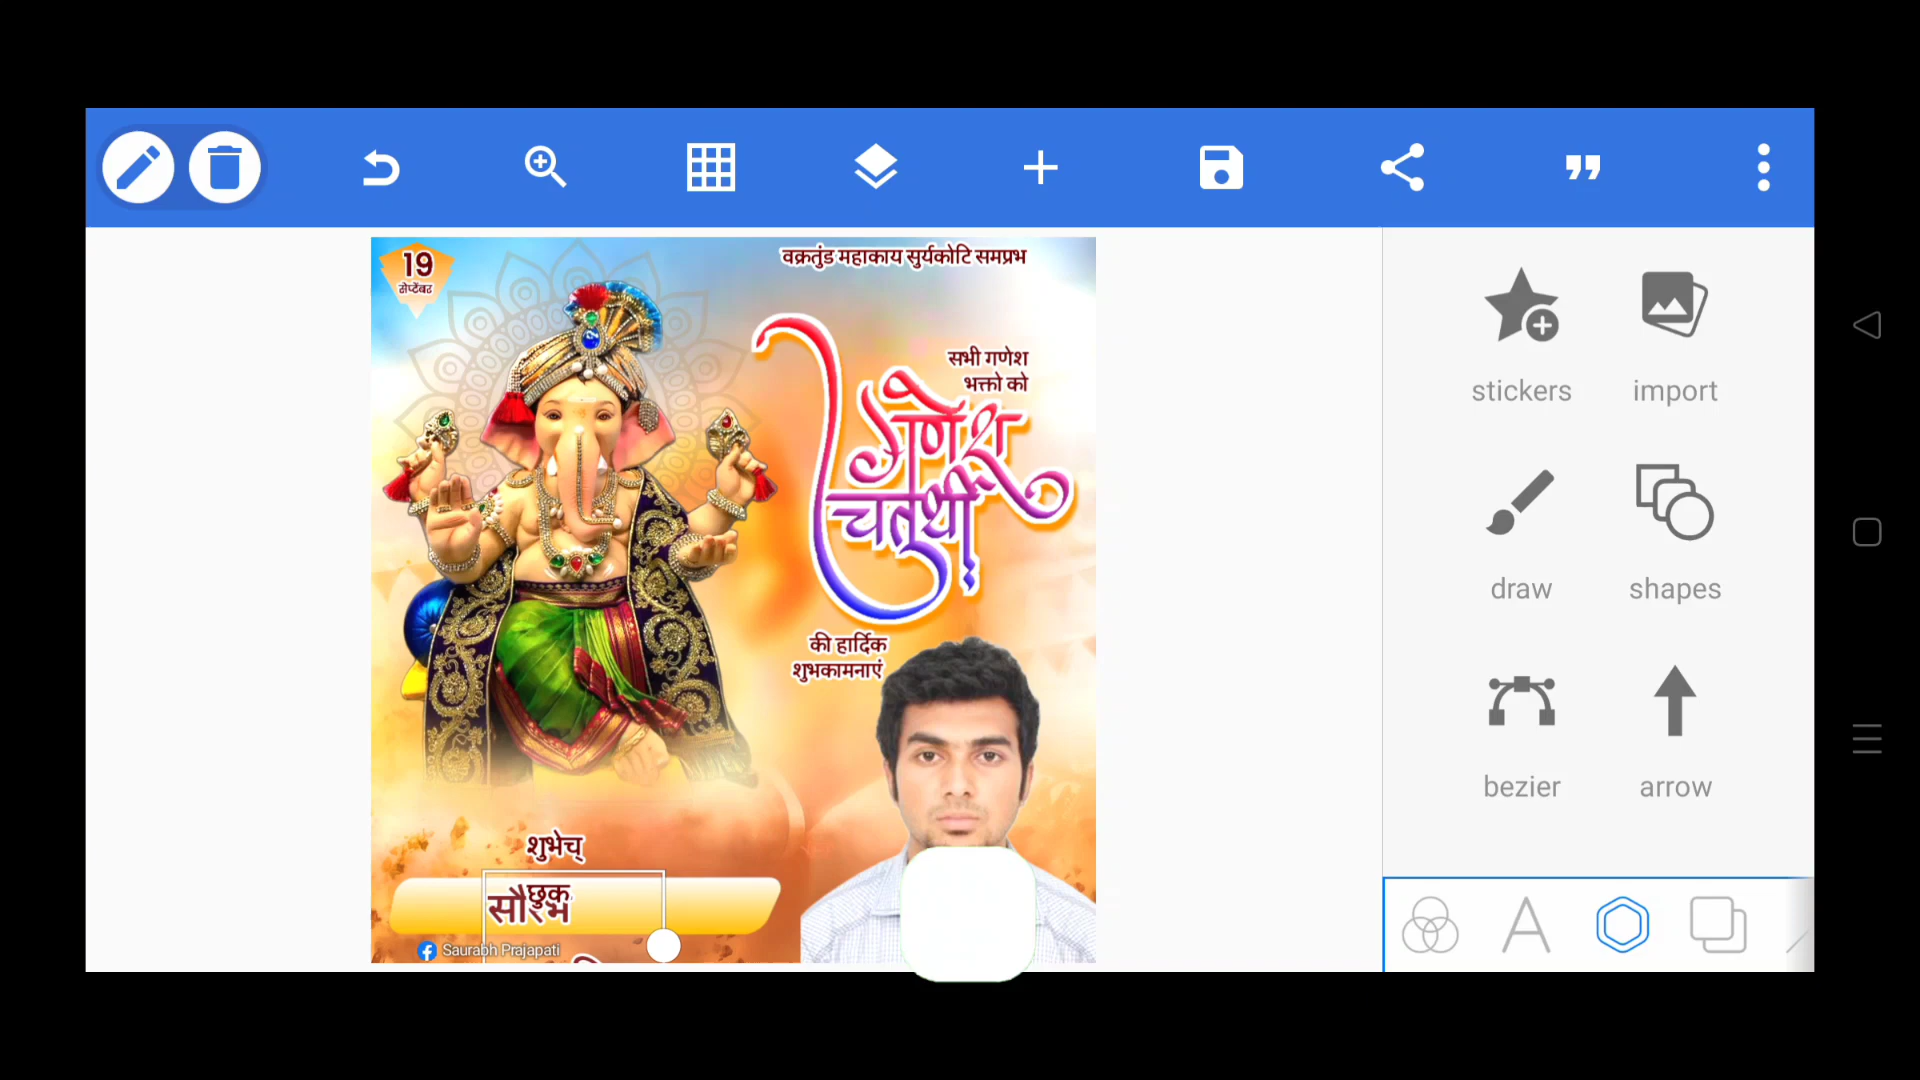 19
सेप्टेंबर
वक्रतुंड महाकाय सुर्यकोटि समप्रभ
सभी गणेश
भक्तो को
गणेश
चतुर्थी
की हार्दिक
शुभकामनाएं
शुभेच्
छुक
सौरभ
Saurabh Prajapati
stickers
import
draw
shapes
bezier
arrow